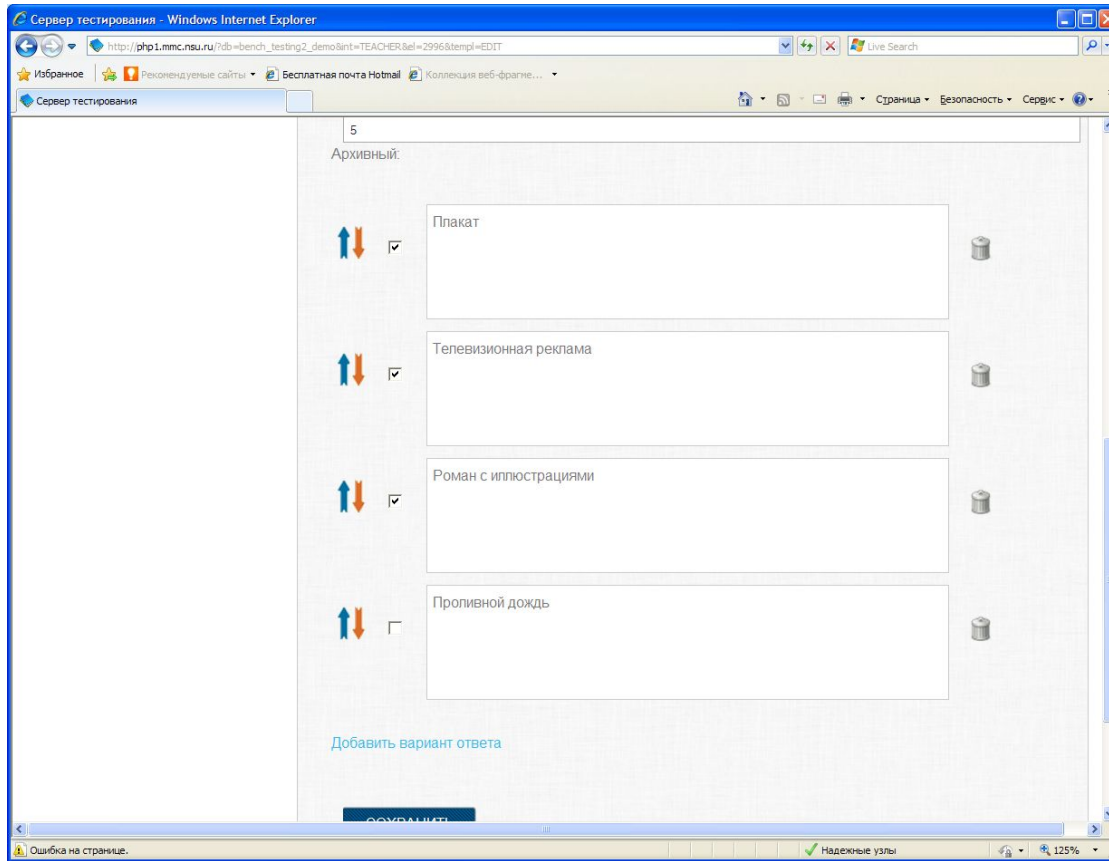 Сервер тестирования - Windows Internet Explorer
http://php1.mmc.nsu.ru/?db=bench_testing2_demo&int=TEACHER&el=2996&templ=EDIT
Live Search
Избранное Рекомендуемые сайты Бесплатная почта Hotmail Коллекция веб-фрагме...
Сервер тестирования
Страница Безопасность Сервис
5
Архивный:
Плакат
Телевизионная реклама
Роман с иллюстрациями
Проливной дождь
Добавить вариант ответа
СОХРАНИТЬ
Ошибка на странице.
Надежные узлы
125%